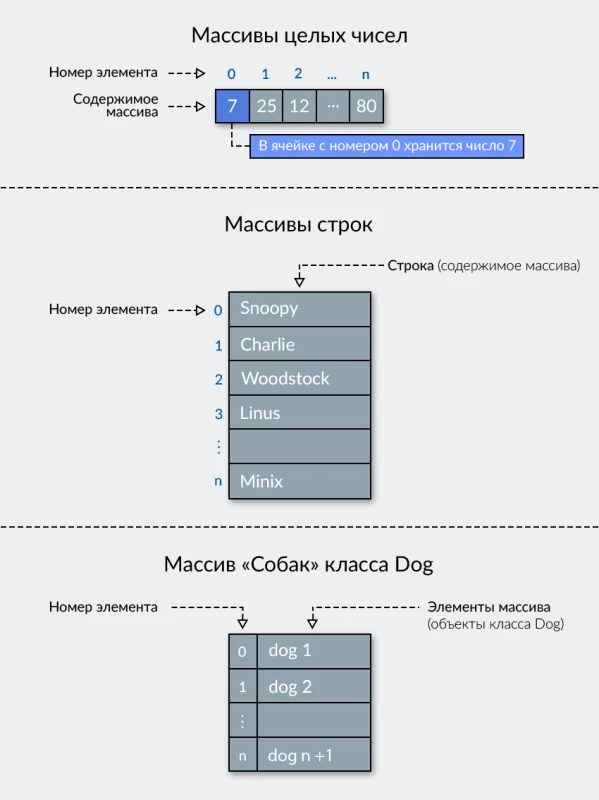 Массивы целых чисел
Номер элемента
0 1 2 ... n
Содержимое
массива
7 25 12 ... 80
В ячейке с номером 0 хранится число 7
Массивы строк
Строка (содержимое массива)
Номер элемента
0 Snoopy
1 Charlie
2 Woodstock
3 Linus
⋮
n Minix
Массив «Собак» класса Dog
Номер элемента
Элементы массива
(объекты класса Dog)
0 dog 1
1 dog 2
⋮
n dog n +1